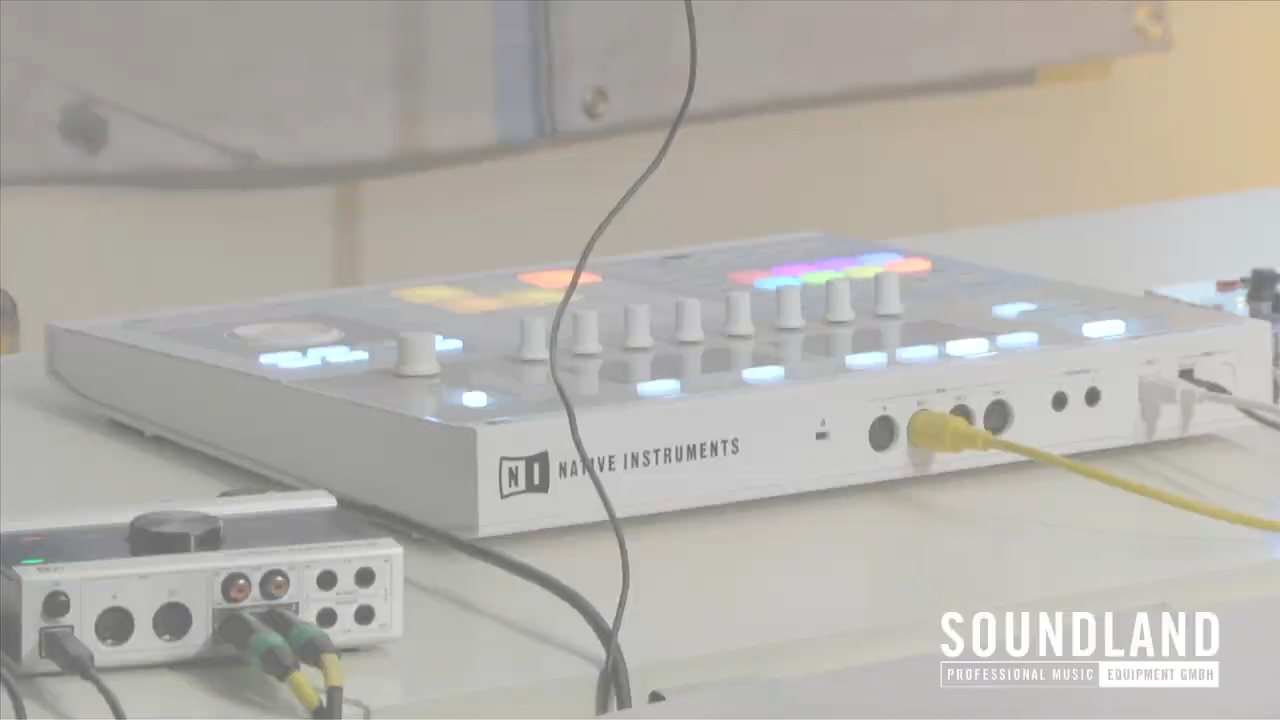 NI NATIVE INSTRUMENTS
SOUNDLAND
PROFESSIONAL MUSIC EQUIPMENT GMBH